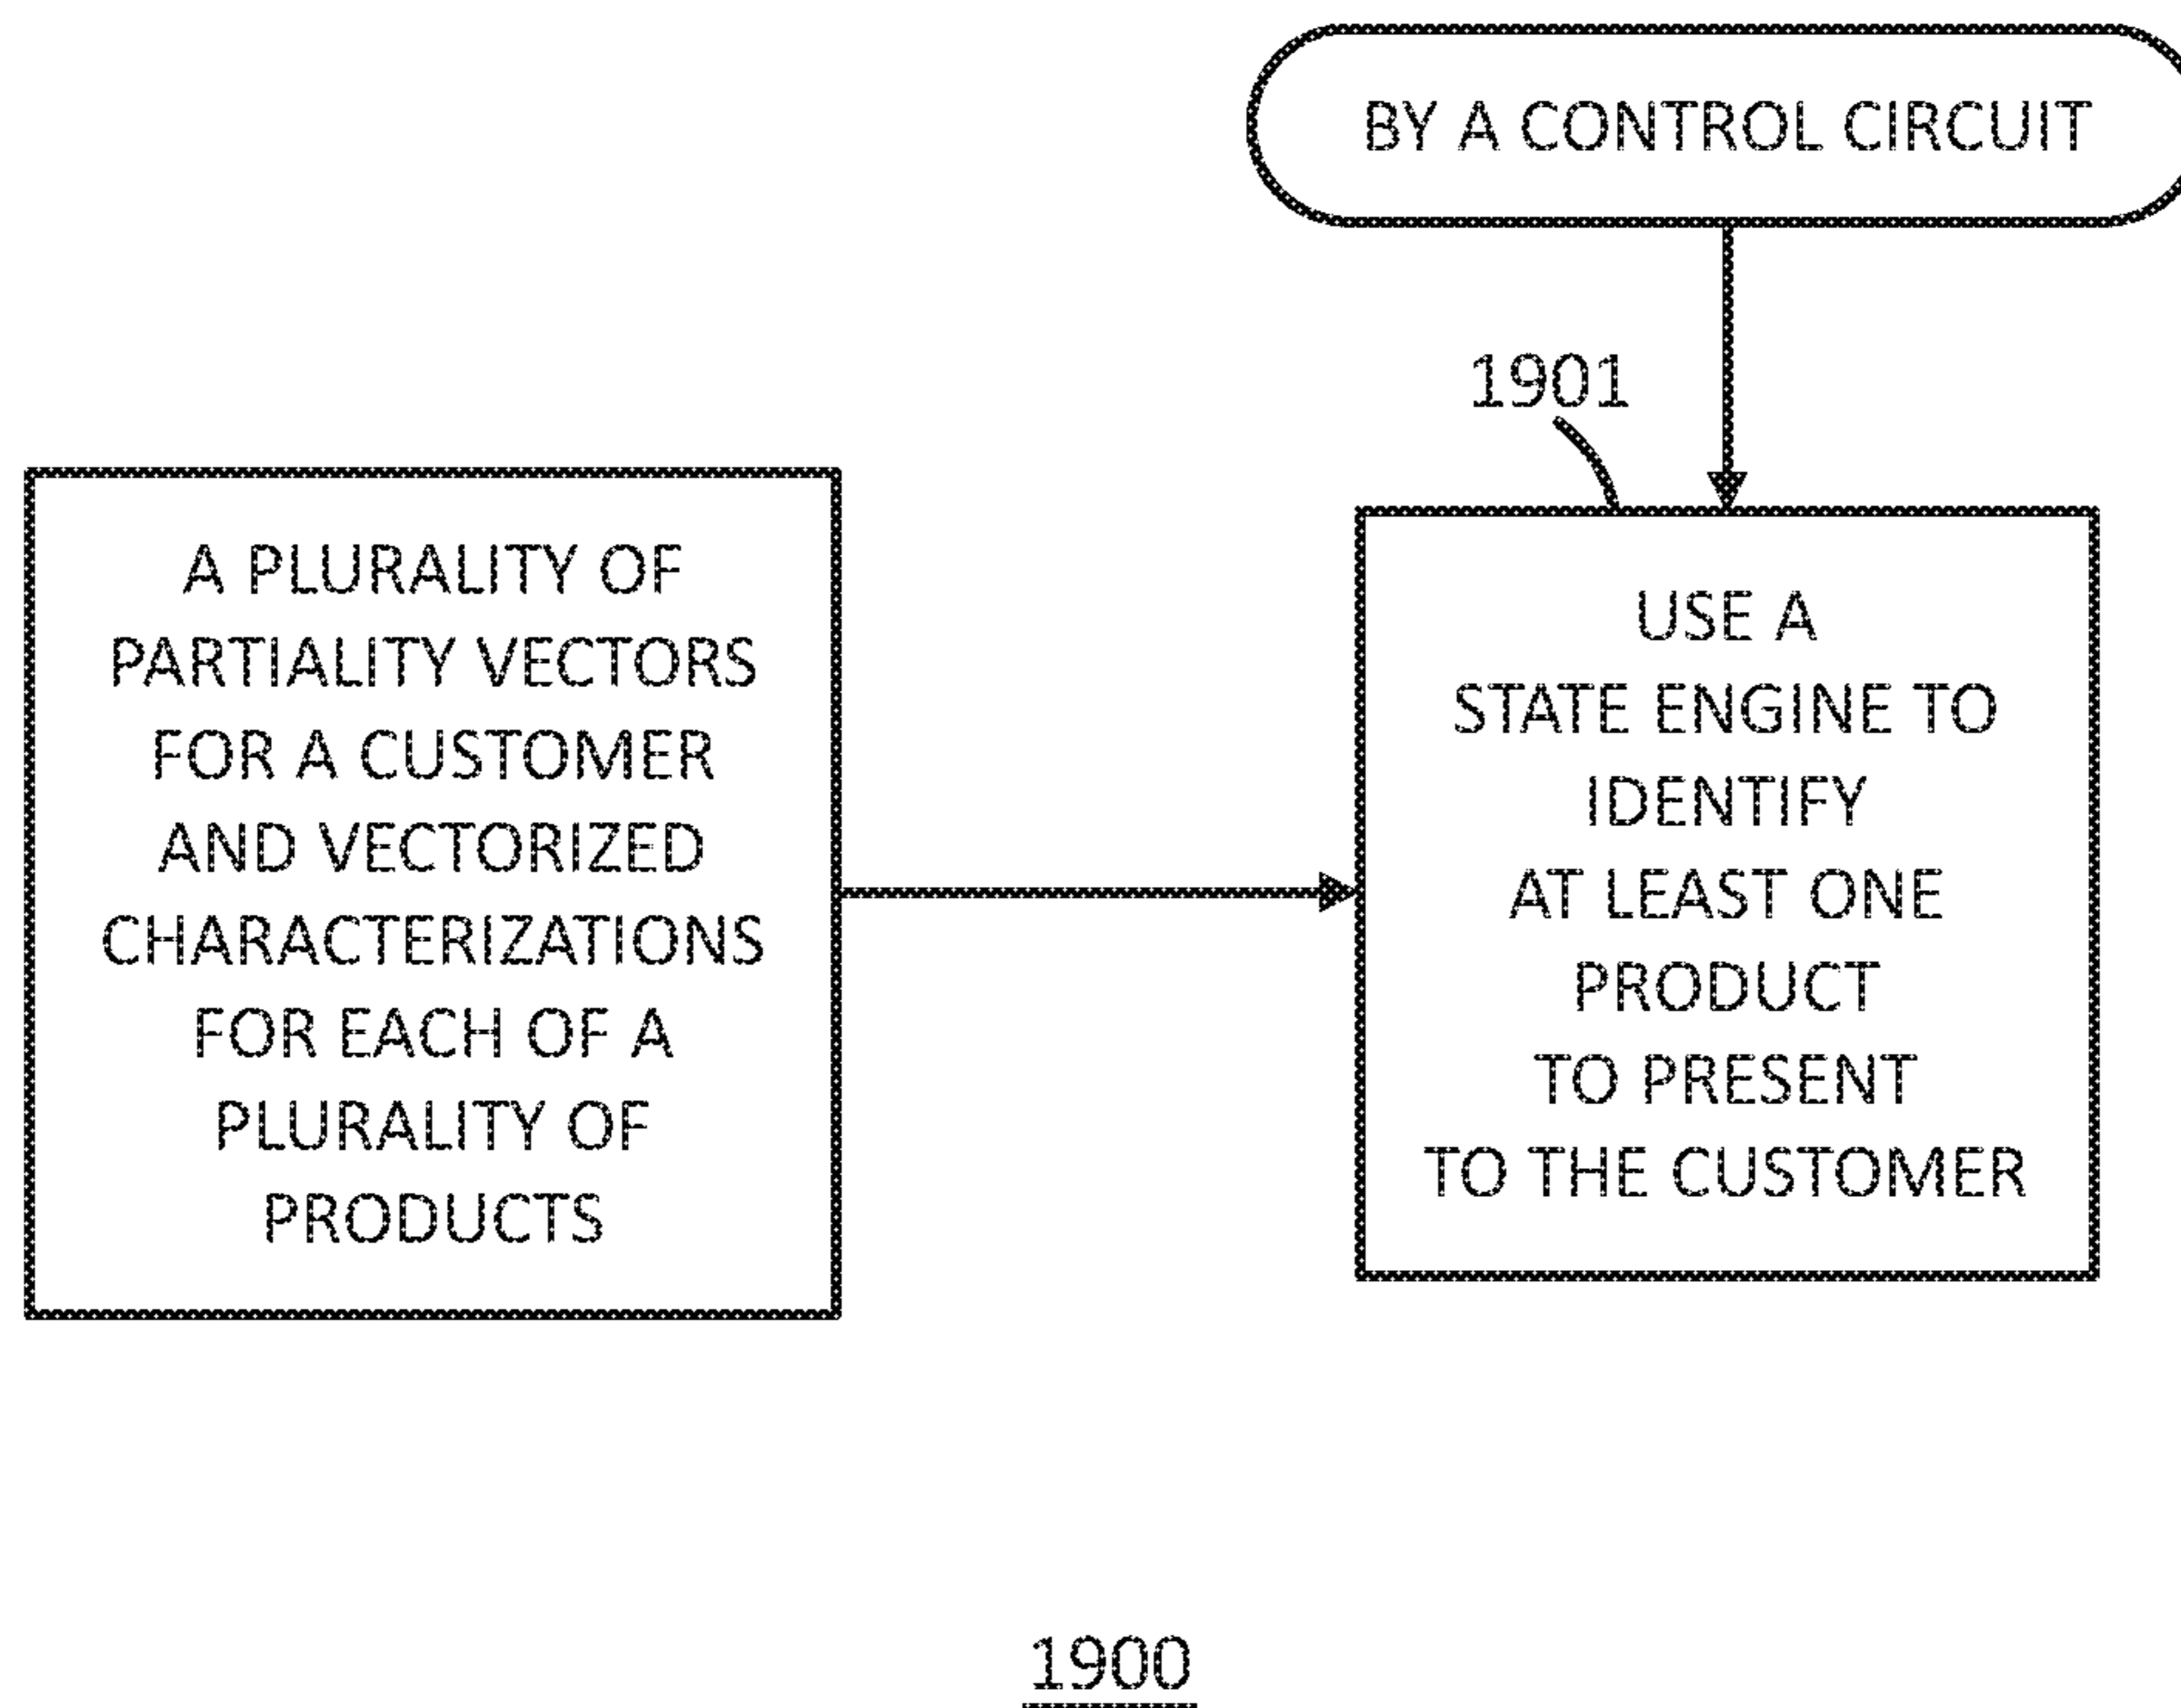 BY A CONTROL CIRCUIT
1901
A PLURALITY OF
PARTIALITY VECTORS
FOR A CUSTOMER
AND VECTORIZED
CHARACTERIZATIONS
FOR EACH OF A
PLURALITY OF
PRODUCTS
USE A
STATE ENGINE TO
IDENTIFY
AT LEAST ONE
PRODUCT
TO PRESENT
TO THE CUSTOMER
1900